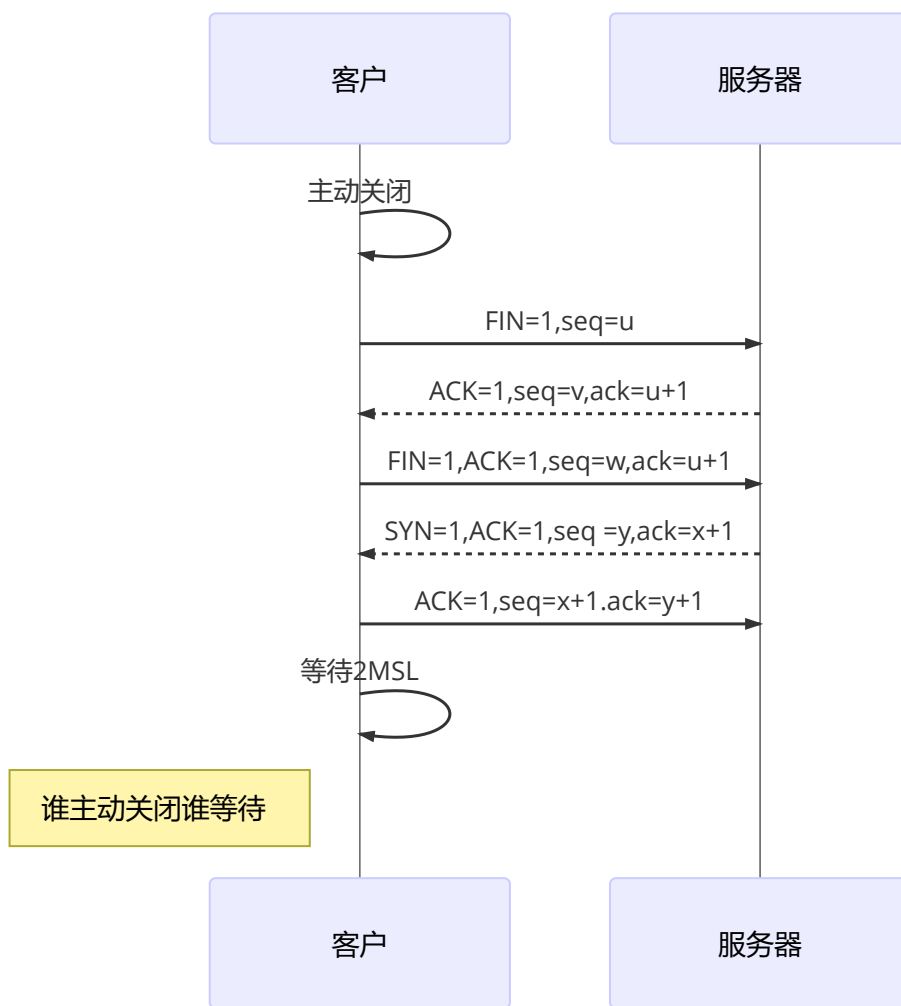 客户
服务器
主动关闭
FIN=1,seq=u
ACK=1,seq=v,ack=u+1
FIN=1,ACK=1,seq=w,ack=u+1
SYN=1,ACK=1,seq =y,ack=x+1
ACK=1,seq=x+1.ack=y+1
等待2MSL
谁主动关闭谁等待
客户
服务器